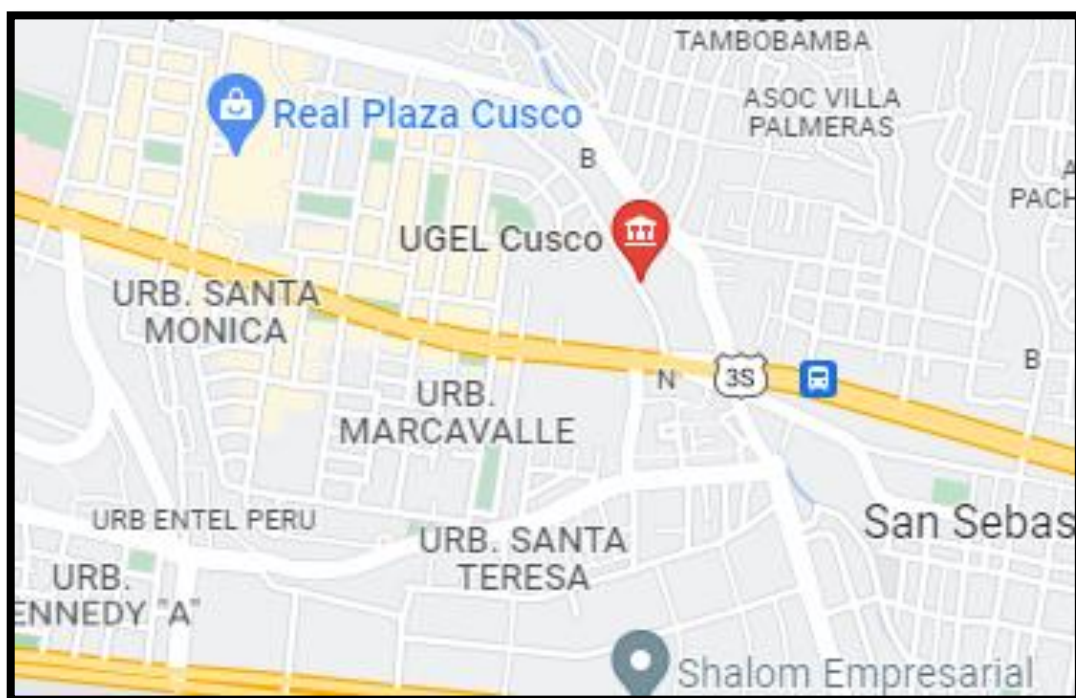 TAMBOBAMBA
ASOC VILLA
PALMERAS
Real Plaza Cusco
B
PACH
UGEL Cusco
URB. SANTA
MONICA
B
3S
N
URB.
MARCAVALLE
URB ENTEL PERU
San Sebas
URB. SANTA
TERESA
URB.
ENNEDY "A"
Shalom Empresarial